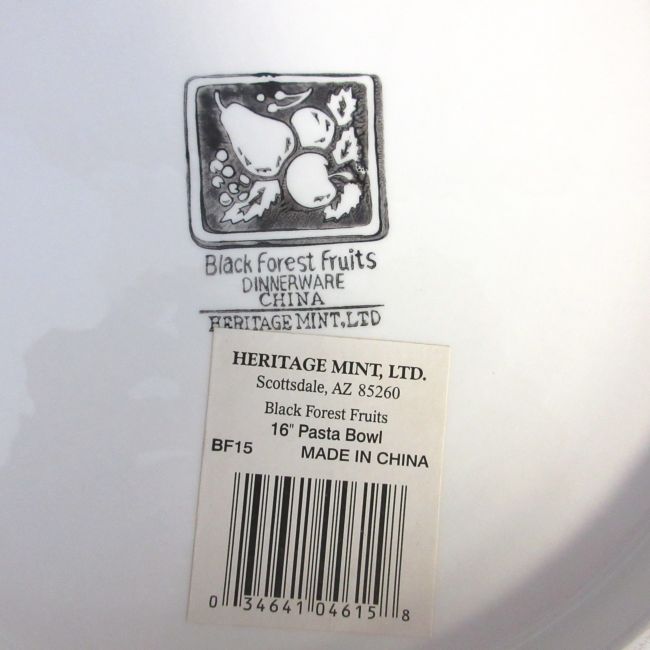 Black Forest Fruits
DINNERWARE
CHINA
HERITAGE MINT, LTD
HERITAGE MINT, LTD.
Scottsdale, AZ 85260
Black Forest Fruits
16" Pasta Bowl
BF15 MADE IN CHINA
0 34641 04615 8